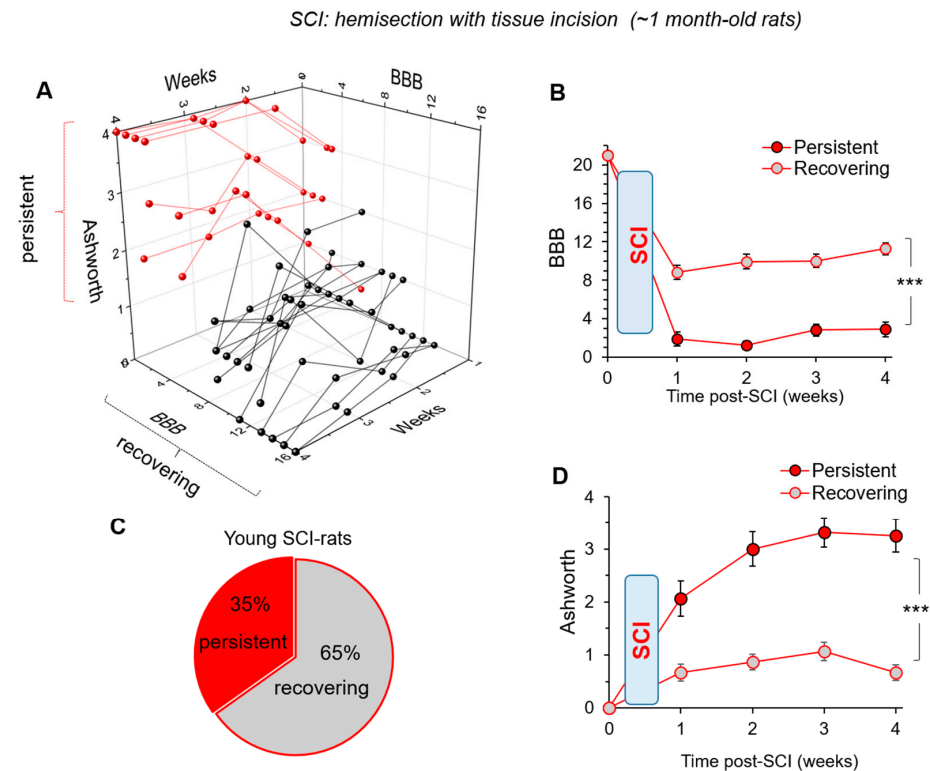 SCI: hemisection with tissue incision (~1 month-old rats)
A
Weeks
BBB
4
3
2
0
4
8
12
16
persistent
Ashworth
4
3
2
1
0
4
8
12
16
BBB
recovering
4
3
2
1
Weeks
B
Persistent
Recovering
BBB
20
16
12
8
4
0
SCI
***
0 1 2 3 4
Time post-SCI (weeks)
C
Young SCI-rats
35%
persistent
65%
recovering
D
Persistent
Recovering
Ashworth
4
3
2
1
0
SCI
***
0 1 2 3 4
Time post-SCI (weeks)